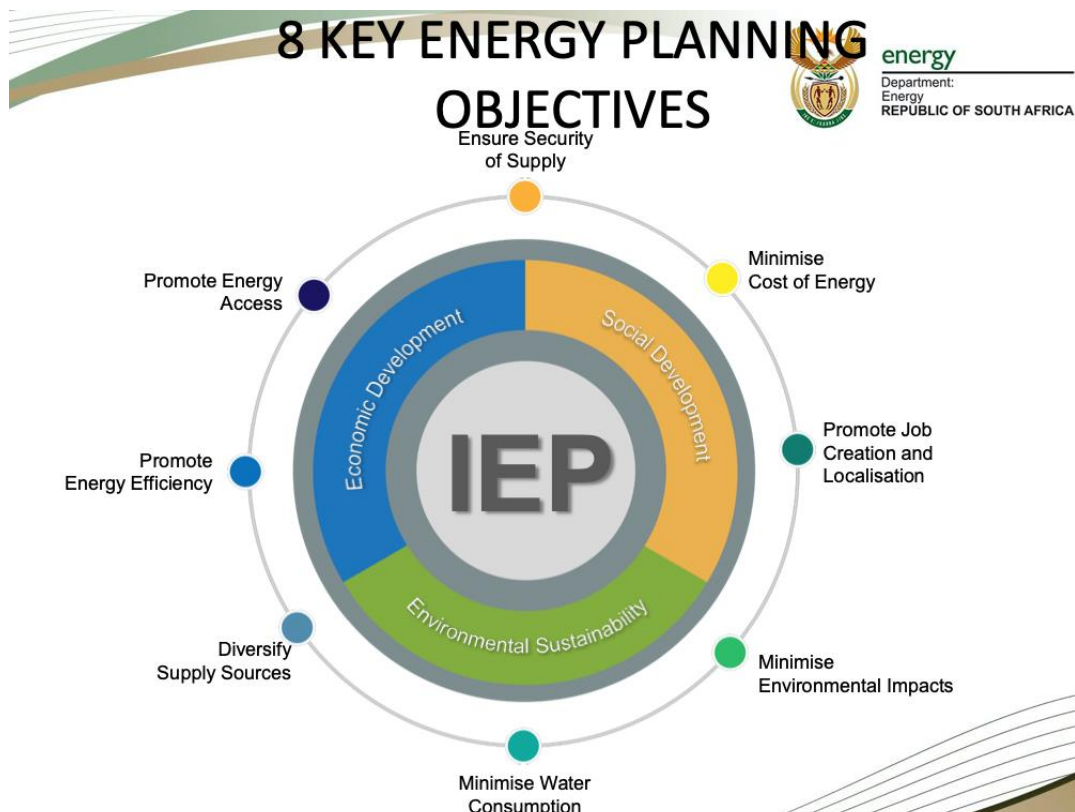 8 KEY ENERGY PLANNING
OBJECTIVES
energy
Department:
Energy
REPUBLIC OF SOUTH AFRICA
Ensure Security
of Supply
Minimise
Cost of Energy
Promote Job
Creation and
Localisation
Minimise
Environmental Impacts
Minimise Water
Consumption
Diversify
Supply Sources
Promote
Energy Efficiency
Promote Energy
Access
Economic Development
Social Development
Environmental Sustainability
IEP